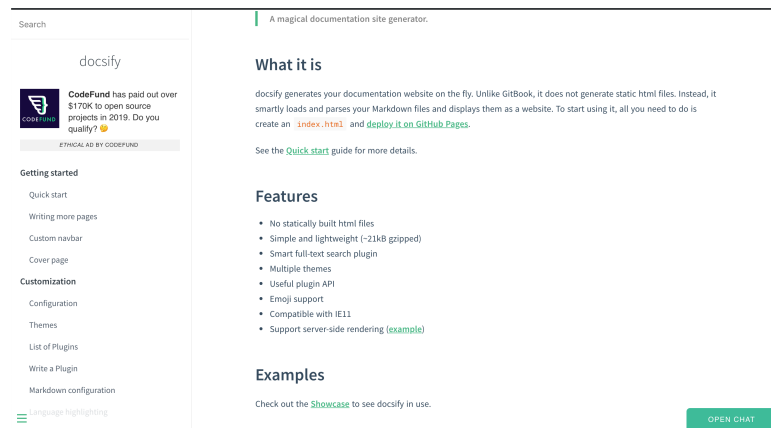 Search
docsify
CODEFUND
CodeFund has paid out over
$170K to open source
projects in 2019. Do you
qualify?
ETHICAL AD BY CODEFUND
Getting started
Quick start
Writing more pages
Custom navbar
Cover page
Customization
Configuration
Themes
List of Plugins
Write a Plugin
Markdown configuration
Language highlighting
A magical documentation site generator.
What it is
docsify generates your documentation website on the fly. Unlike GitBook, it does not generate static html files. Instead, it
smartly loads and parses your Markdown files and displays them as a website. To start using it, all you need to do is
create an index.html and deploy it on GitHub Pages.
See the Quick start guide for more details.
Features
• No statically built html files
• Simple and lightweight (~21kB gzipped)
• Smart full-text search plugin
• Multiple themes
• Useful plugin API
• Emoji support
• Compatible with IE11
• Support server-side rendering (example)
Examples
Check out the Showcase to see docsify in use.
OPEN CHAT